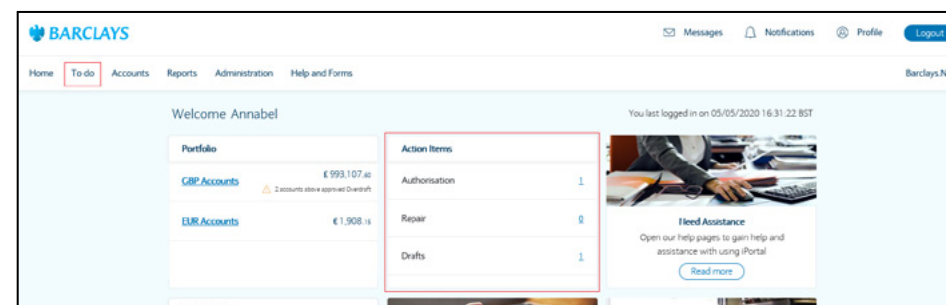 BARCLAYS
Messages
Notifications
Profile
Logout
Home
To do
Accounts
Reports
Administration
Help and Forms
Barclays.N
Welcome Annabel
You last logged in on 05/05/2020 16:31:22 BST
Portfolio
GBP Accounts
£ 993,107.60
2 accounts above approved Overdraft
EUR Accounts
€ 1,908.16
Action Items
Authorisation 1
Repair 0
Drafts 1
Need Assistance
Open our help pages to gain help and
assistance with using iPortal
Read more